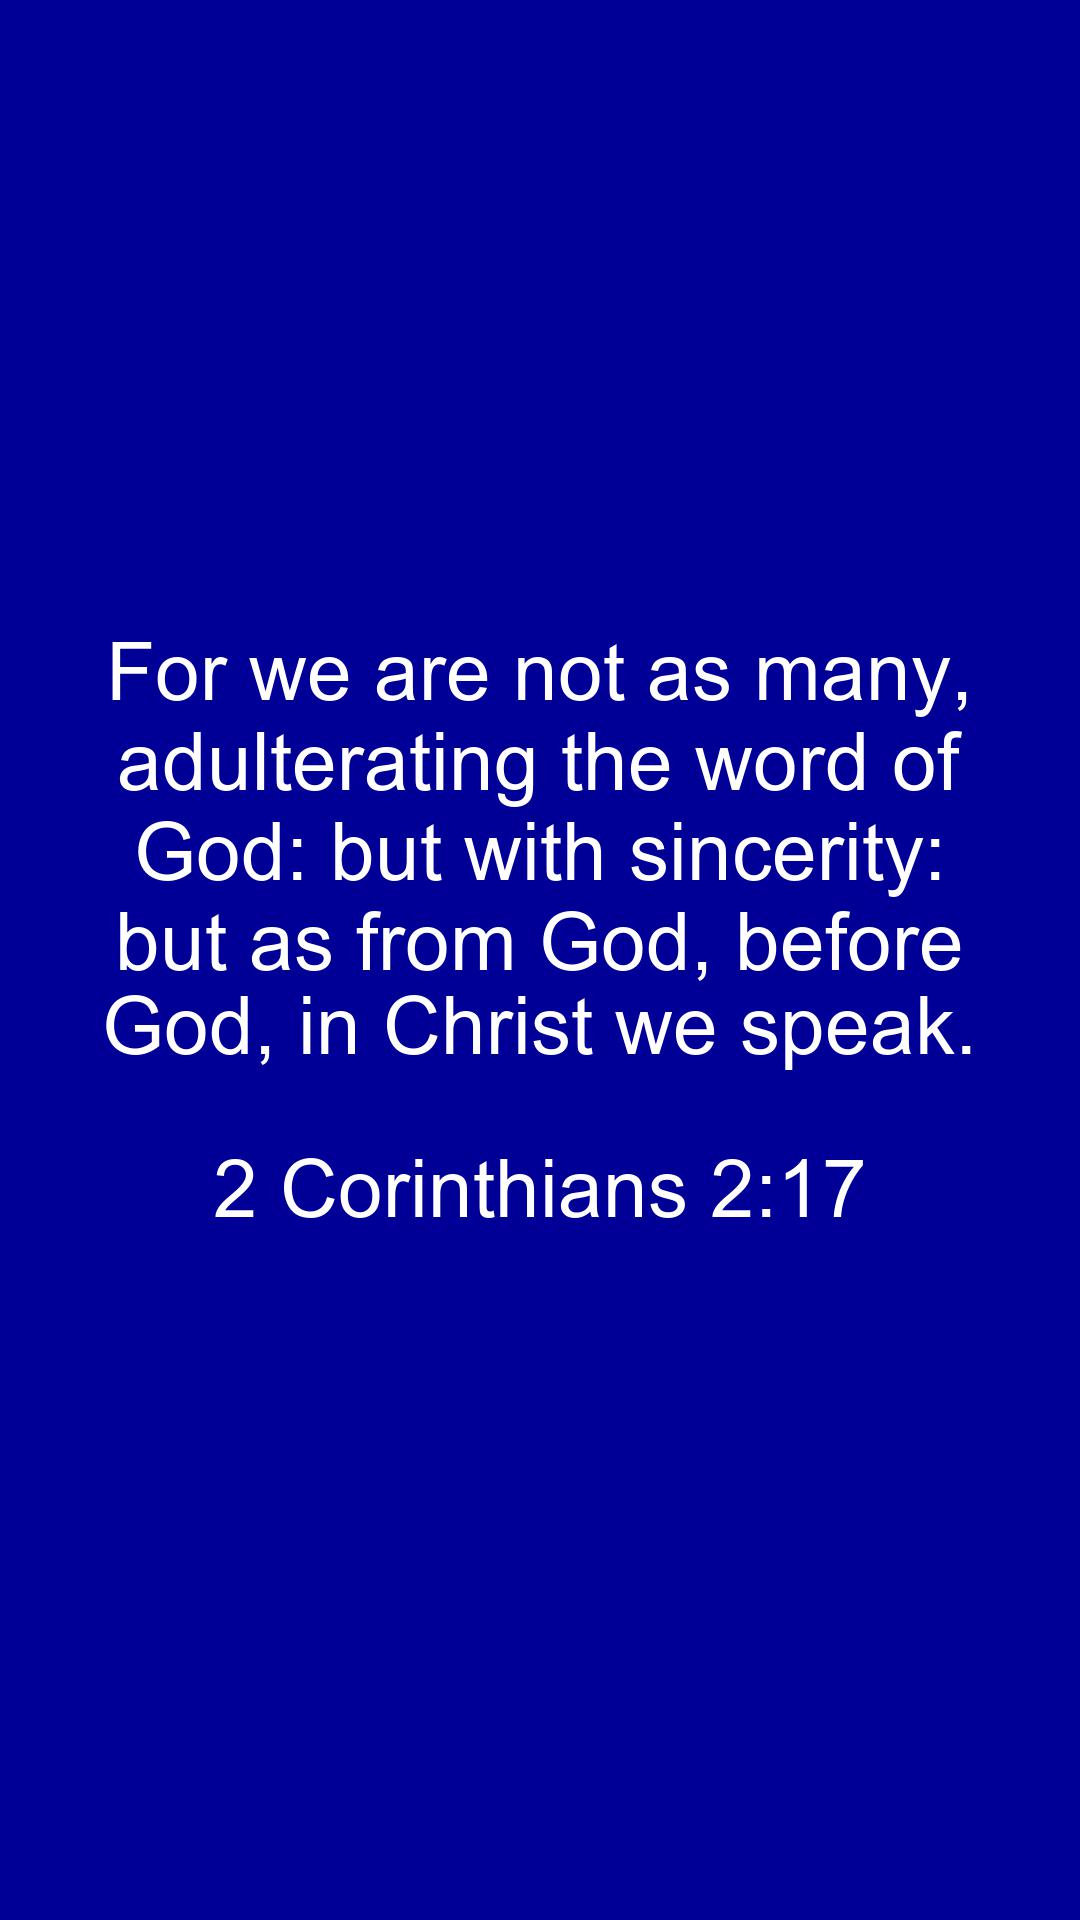 For we are not as many,
adulterating the word of
God: but with sincerity:
but as from God, before
God, in Christ we speak.
2 Corinthians 2:17